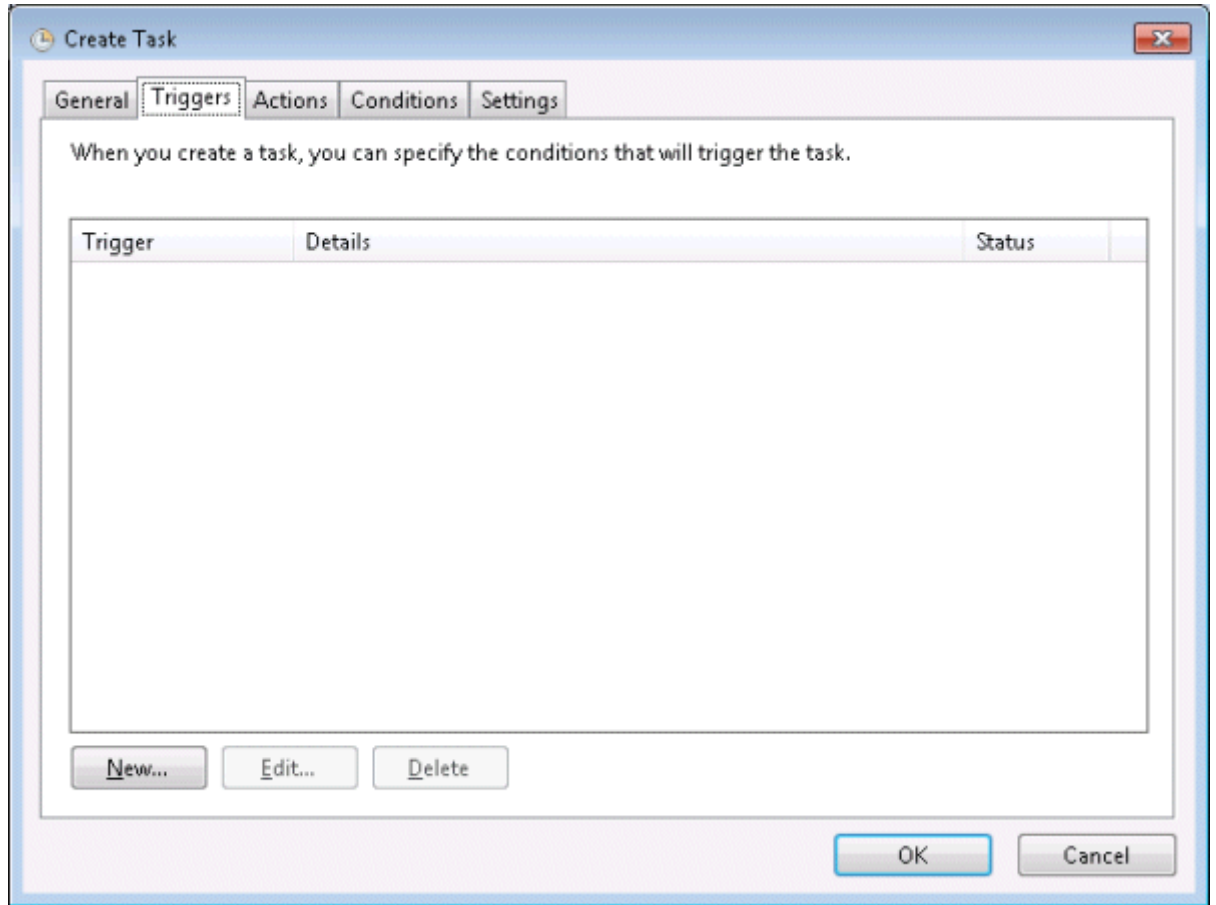 Create Task
General Triggers Actions Conditions Settings
When you create a task, you can specify the conditions that will trigger the task.
Trigger Details Status
New... Edit... Delete
OK Cancel